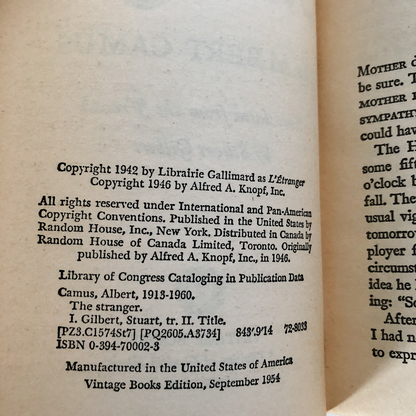 Copyright 1942 by Librairie Gallimard as L'Étranger
Copyright 1946 by Alfred A. Knopf, Inc.
All rights reserved under International and Pan-American
Copyright Conventions. Published in the United States by
Random House, Inc., New York. Distributed in Canada by
Random House of Canada Limited, Toronto. Originally
published by Alfred A. Knopf, Inc., in 1946.
Library of Congress Cataloging in Publication Data
Camus, Albert, 1913-1960.
The stranger.
I. Gilbert, Stuart, tr. II. Title.
[PZ3.C1574St7] [PQ2605.A3734] 843'.9'14 72-8033
ISBN 0-394-70002-3
Manufactured in the United States of America
Vintage Books Edition, September 1954
MOTHER
be sure.
MOTHER
SYMPATHY
could hav
The H
some fif
o'clock b
fall. The
usual vig
tomorrow
ployer f
circumst
idea he
ing: "So
I had n
to expre